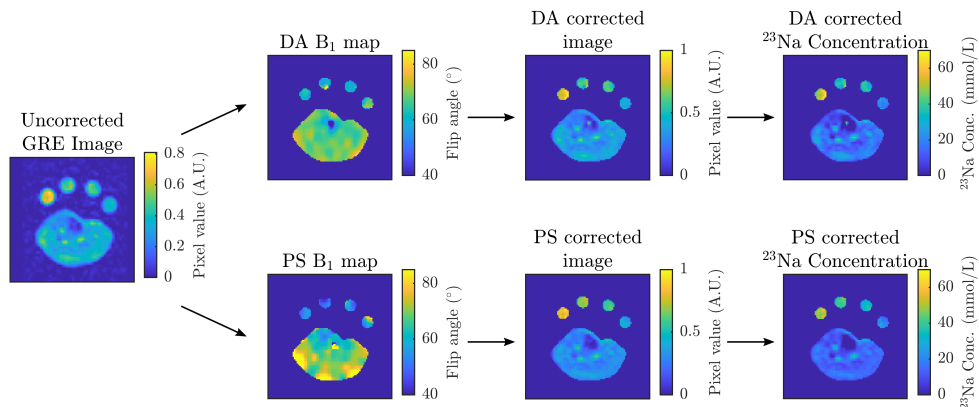 Uncorrected
GRE Image
0.8
0.6
0.4
0.2
0
Pixel value (A.U.)
DA B₁ map
80
60
40
Flip angle (°)
DA corrected
image
1
0.5
0
Pixel value (A.U.)
DA corrected
²³Na Concentration
60
40
20
0
²³Na Conc. (mmol/L)
PS B₁ map
80
60
40
Flip angle (°)
PS corrected
image
1
0.5
0
Pixel value (A.U.)
PS corrected
²³Na Concentration
60
40
20
0
²³Na Conc. (mmol/L)